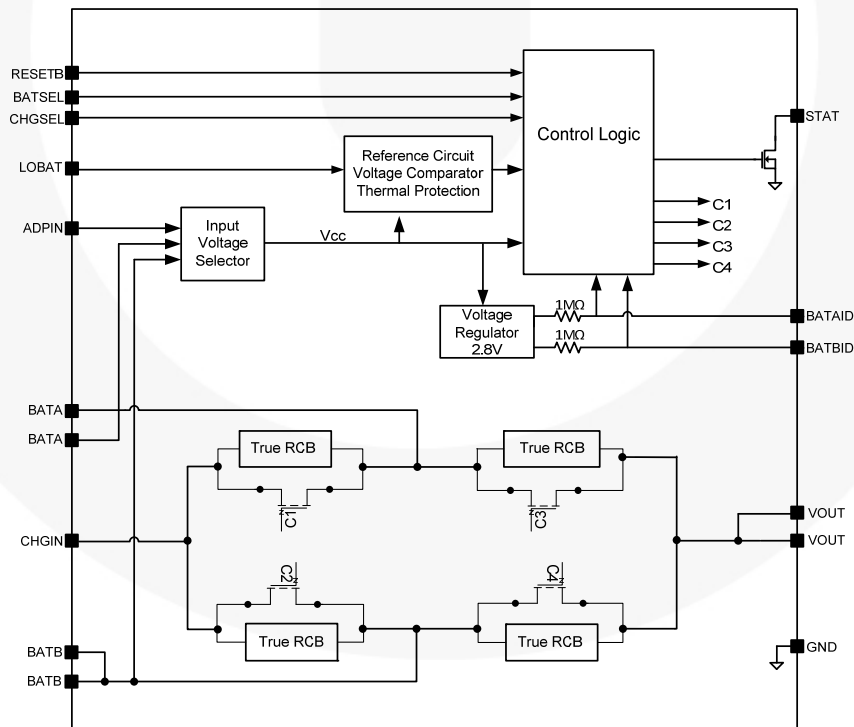 RESETB
BATSEL
CHGSEL
LOBAT
ADPIN
Input
Voltage
Selector
Reference Circuit
Voltage Comparator
Thermal Protection
Vcc
Control Logic
STAT
C1
C2
C3
C4
Voltage
Regulator
2.8V
1MΩ
1MΩ
BATAID
BATBID
BATA
BATA
True RCB
True RCB
C1
C3
CHGIN
VOUT
VOUT
C2
C4
True RCB
True RCB
BATB
BATB
GND